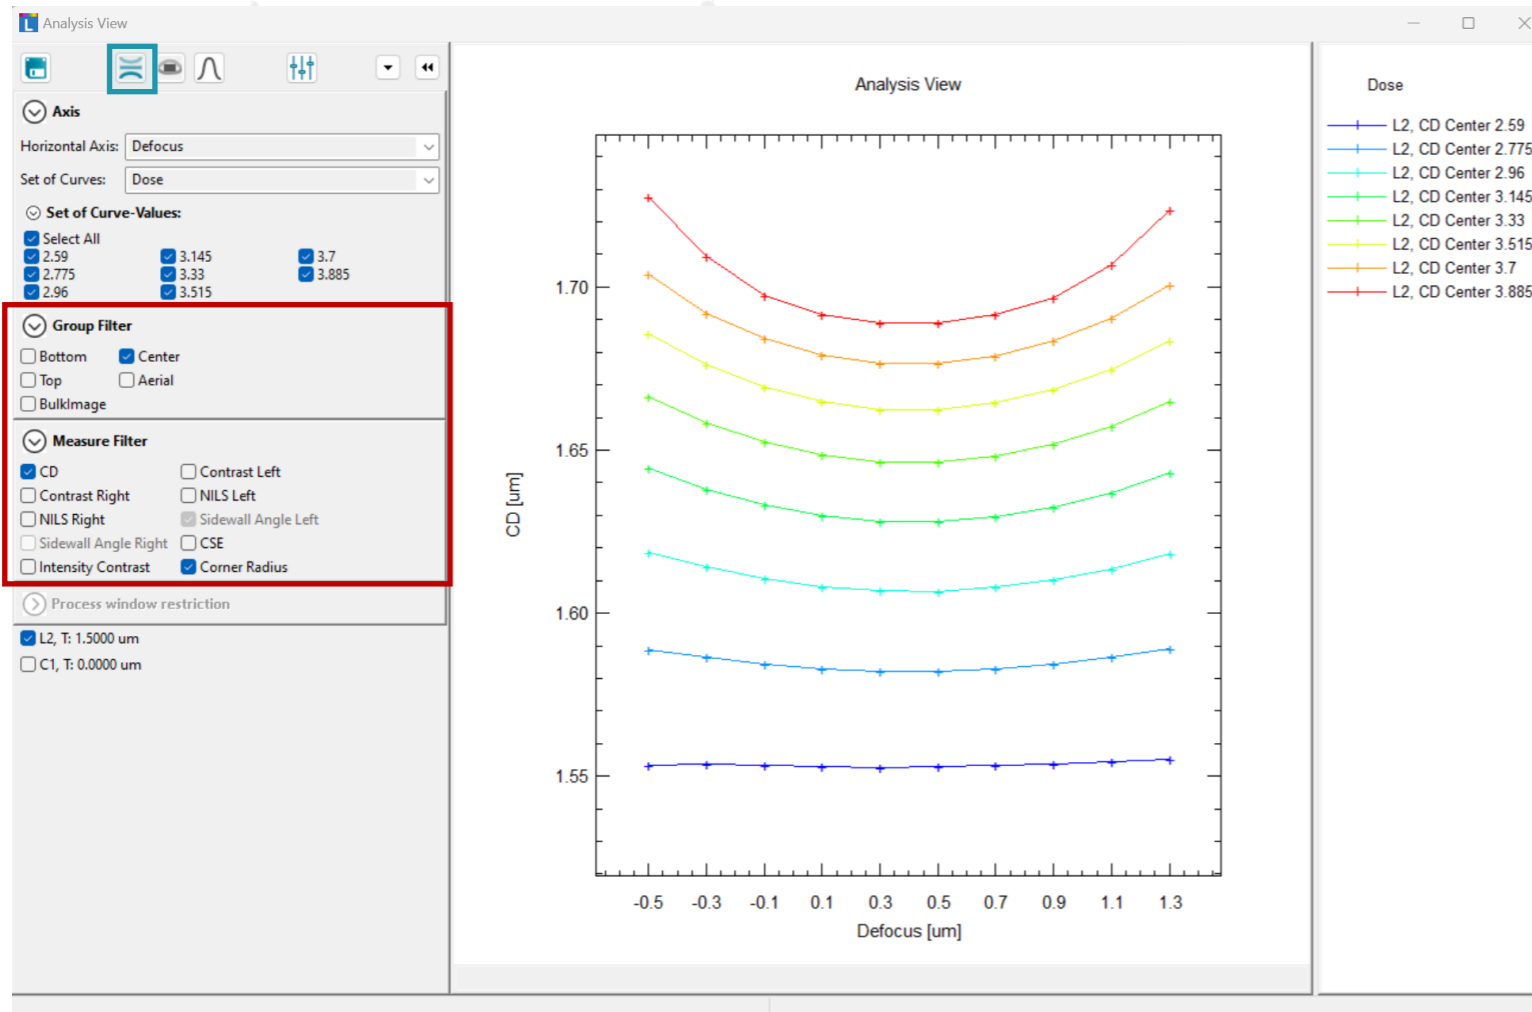 Analysis View
Axis
Horizontal Axis: Defocus
Set of Curves: Dose
Set of Curve-Values:
Select All
2.59 3.145 3.7
2.775 3.33 3.885
2.96 3.515
Group Filter
Bottom Center
Top Aerial
BulkImage
Measure Filter
CD Contrast Left
Contrast Right NILS Left
NILS Right Sidewall Angle Left
Sidewall Angle Right CSE
Intensity Contrast Corner Radius
Process window restriction
L2, T: 1.5000 um
C1, T: 0.0000 um
Analysis View
CD [um]
1.70
1.65
1.60
1.55
-0.5 -0.3 -0.1 0.1 0.3 0.5 0.7 0.9 1.1 1.3
Defocus [um]
Dose
L2, CD Center 2.59
L2, CD Center 2.775
L2, CD Center 2.96
L2, CD Center 3.145
L2, CD Center 3.33
L2, CD Center 3.515
L2, CD Center 3.7
L2, CD Center 3.885